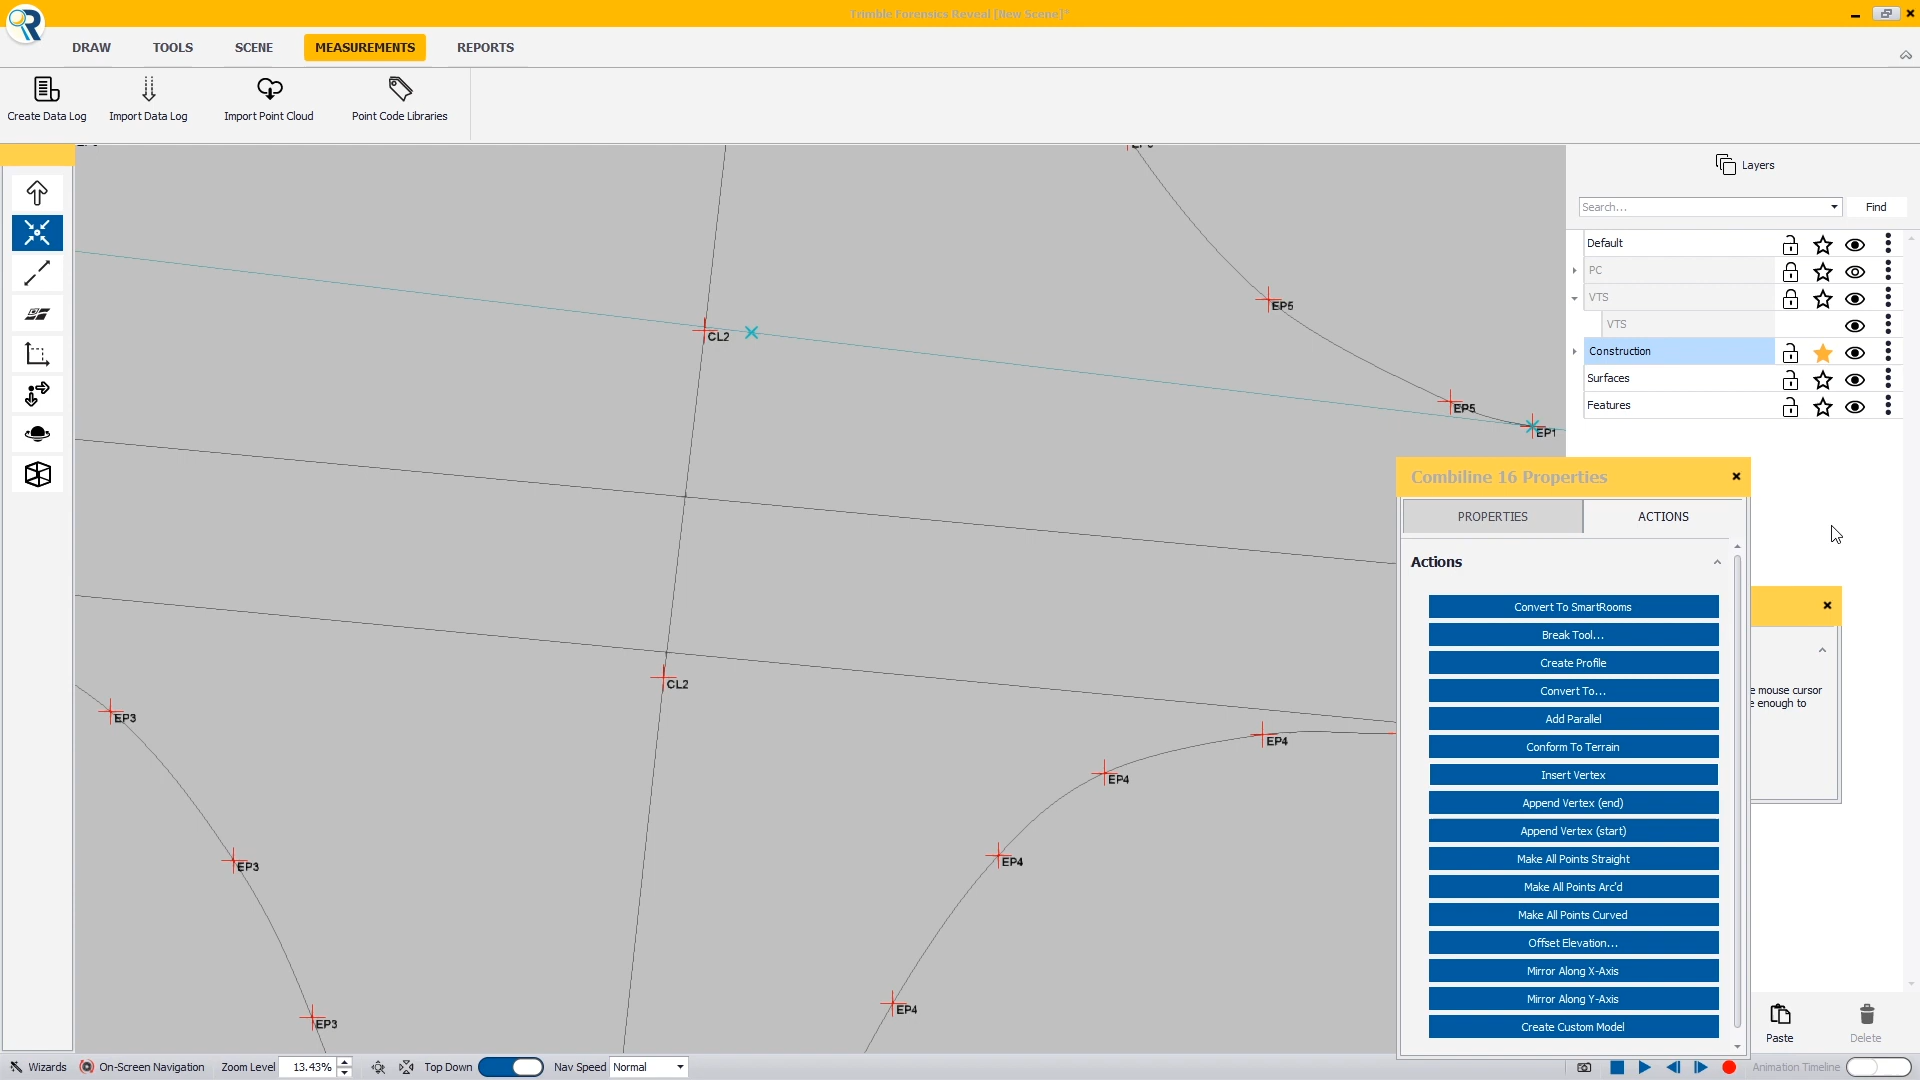 Trimble Forensics Reveal [New Scene]*
DRAW
TOOLS
SCENE
MEASUREMENTS
REPORTS
Create Data Log
Import Data Log
Import Point Cloud
Point Code Libraries
Layers
Search...
Find
Default
PC
VTS
VTS
Construction
Surfaces
Features
CL2
EP5
EP5
EP1
CL2
EP3
EP3
EP3
EP4
EP4
EP4
EP4
Combiline 16 Properties
PROPERTIES
ACTIONS
Actions
Convert To SmartRooms
Break Tool...
Create Profile
Convert To...
Add Parallel
Conform To Terrain
Insert Vertex
Append Vertex (end)
Append Vertex (start)
Make All Points Straight
Make All Points Arc'd
Make All Points Curved
Offset Elevation...
Mirror Along X-Axis
Mirror Along Y-Axis
Create Custom Model
e mouse cursor
e enough to
Paste
Delete
Wizards
On-Screen Navigation
Zoom Level
13.43%
Top Down
Nav Speed
Normal
Animation Timeline